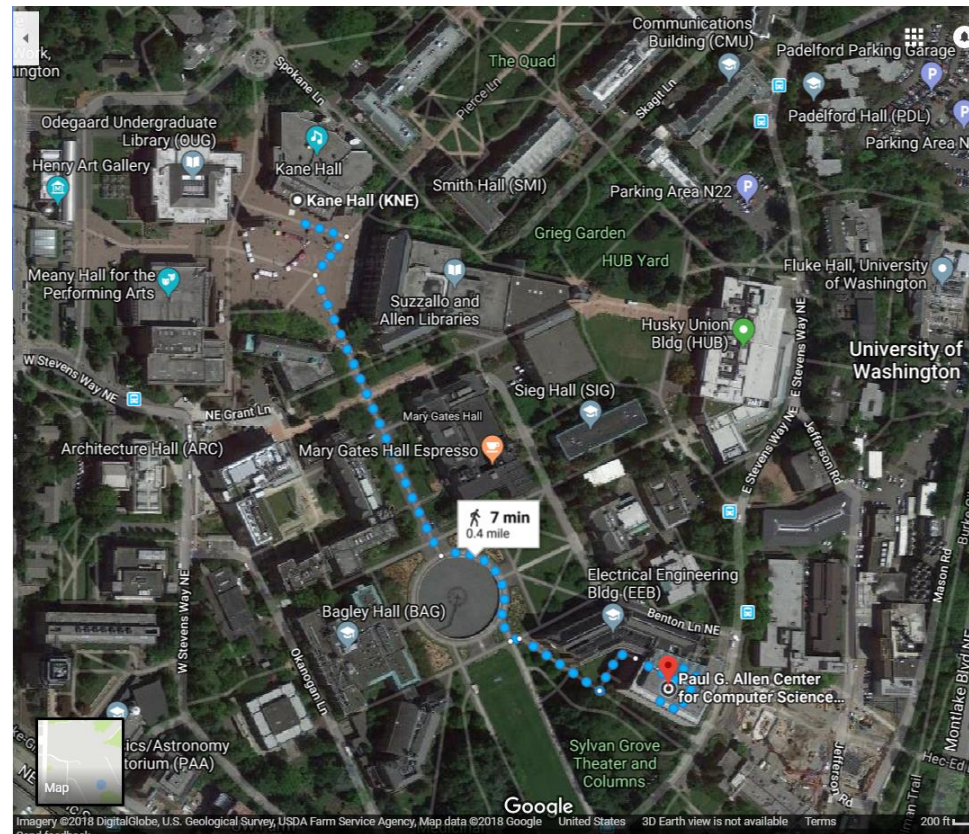 Work,
ington
Spokane Ln
The Quad
Pierce Ln
Communications
Building (CMU)
Skagit Ln
Padelford Parking Garage
P
Padelford Hall (PDL)
P
Parking Area N
Odegaard Undergraduate
Library (OUG)
Henry Art Gallery
Kane Hall
Kane Hall (KNE)
Smith Hall (SMI)
Parking Area N22
P
Grieg Garden
HUB Yard
Fluke Hall, University
of Washington
Meany Hall for the
Performing Arts
Suzzallo and
Allen Libraries
Husky Union
Bldg (HUB)
E Stevens Way NE
University of
Washington
W Stevens Way NE
NE Grant Ln
Sieg Hall (SIG)
Mary Gates Hall
Mary Gates Hall Espresso
Architecture Hall (ARC)
E Stevens Way NE
Jefferson Rd
7 min
0.4 mile
Mason Rd
Electrical Engineering
Bldg (EEB)
Benton Ln NE
Bagley Hall (BAG)
W Stevens Way NE
Okanogan Ln
Paul G. Allen Center
for Computer Science...
Montlake Blvd NE
ics/Astronomy
torium (PAA)
Sylvan Grove
Theater and
Columns
Jefferson Rd
Hec-Ed
Map
NE
Google
Imagery ©2018 DigitalGlobe, U.S. Geological Survey, USDA Farm Service Agency, Map data ©2018 Google United States 3D Earth view is not available Terms 200 ft